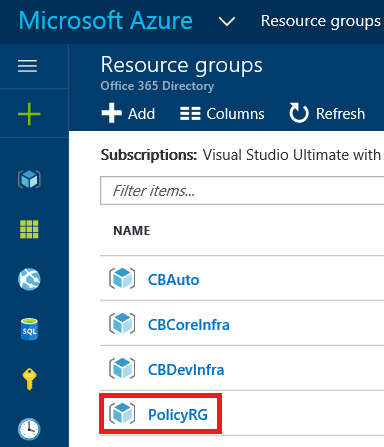 Microsoft Azure Resource groups
Resource groups
Office 365 Directory
Add Columns Refresh
Subscriptions: Visual Studio Ultimate with
Filter items...
NAME
CBAuto
CBCoreInfra
CBDevInfra
SQL
PolicyRG